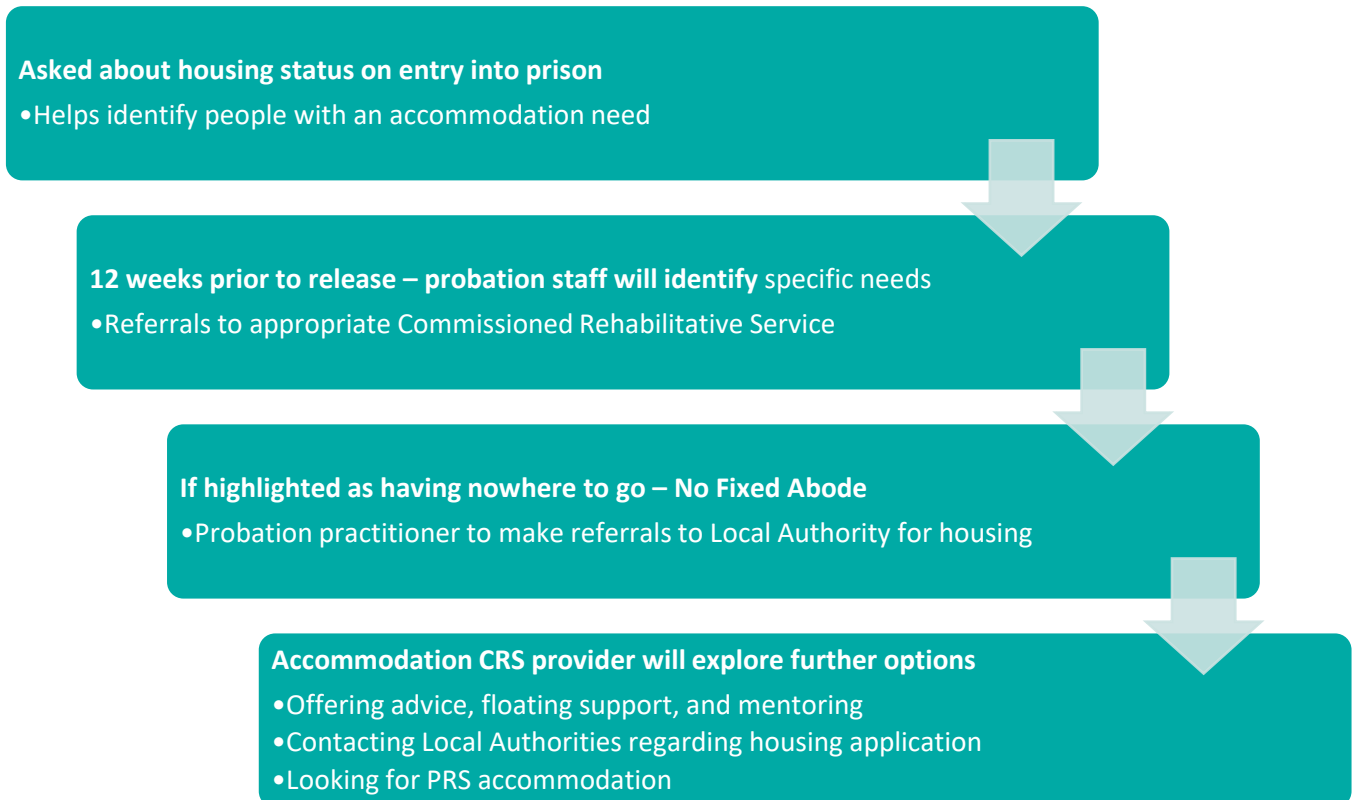 Asked about housing status on entry into prison
•Helps identify people with an accommodation need
12 weeks prior to release – probation staff will identify specific needs
•Referrals to appropriate Commissioned Rehabilitative Service
If highlighted as having nowhere to go – No Fixed Abode
•Probation practitioner to make referrals to Local Authority for housing
Accommodation CRS provider will explore further options
•Offering advice, floating support, and mentoring
•Contacting Local Authorities regarding housing application
•Looking for PRS accommodation